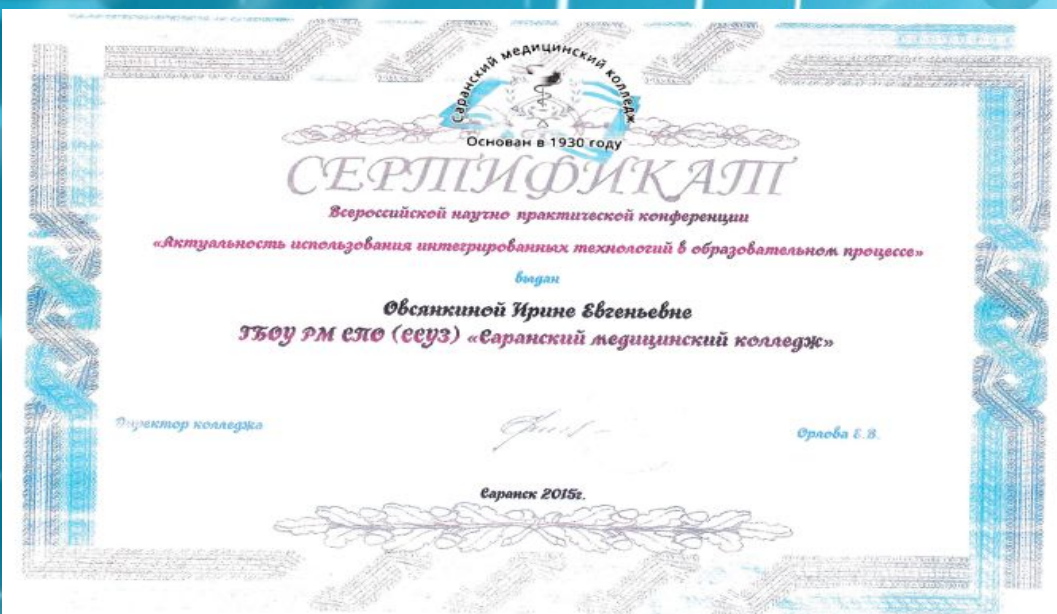 Саранский медицинский колледж
Основан в 1930 году
СЕРТИФИКАТ
Всероссийской научно практической конференции
«Актуальность использования интегрированных технологий в образовательном процессе»
выдан
Овсянкиной Ирине Евгеньевне
ГБОУ РМ СПО (ССУЗ) «Саранский медицинский колледж»
Директор колледжа
Орлова Е.В.
Саранск 2015г.